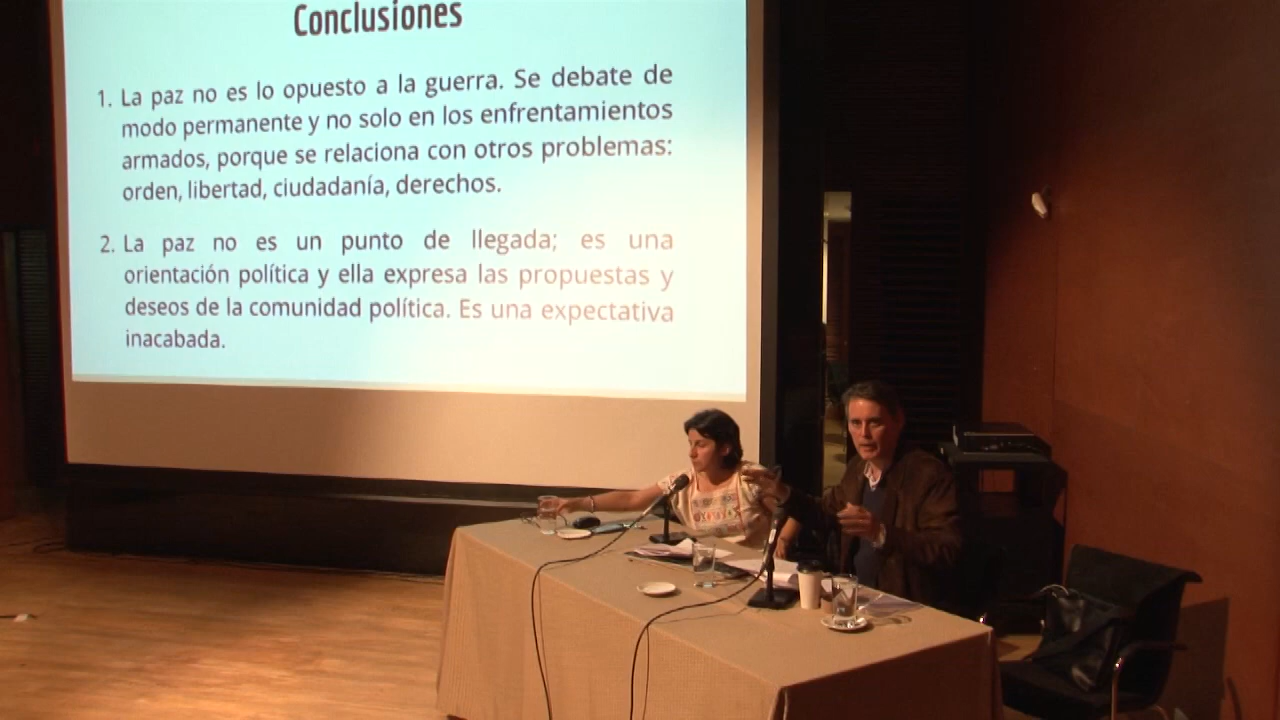 Conclusiones
1. La paz no es lo opuesto a la guerra. Se debate de
modo permanente y no solo en los enfrentamientos
armados, porque se relaciona con otros problemas:
orden, libertad, ciudadanía, derechos.
2. La paz no es un punto de llegada; es una
orientación política y ella expresa las propuestas y
deseos de la comunidad política. Es una expectativa
inacabada.